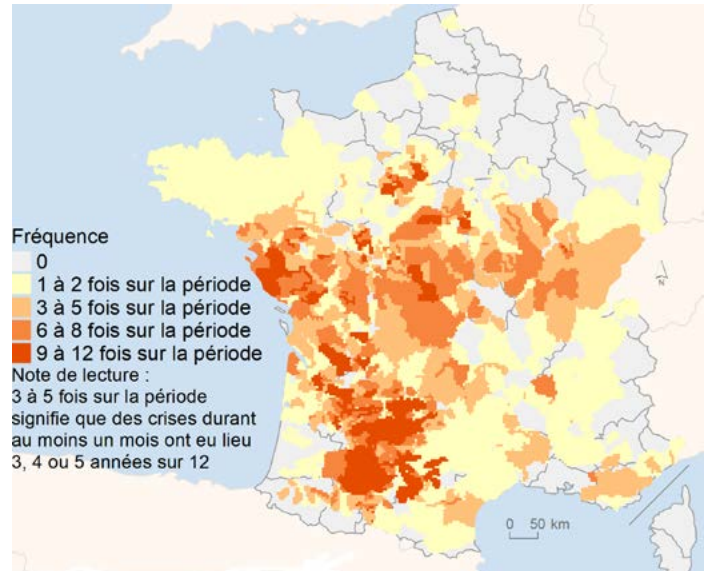 Fréquence
0
1 à 2 fois sur la période
3 à 5 fois sur la période
6 à 8 fois sur la période
9 à 12 fois sur la période
Note de lecture :
3 à 5 fois sur la période
signifie que des crises durant
au moins un mois ont eu lieu
3, 4 ou 5 années sur 12
N
0 50 km